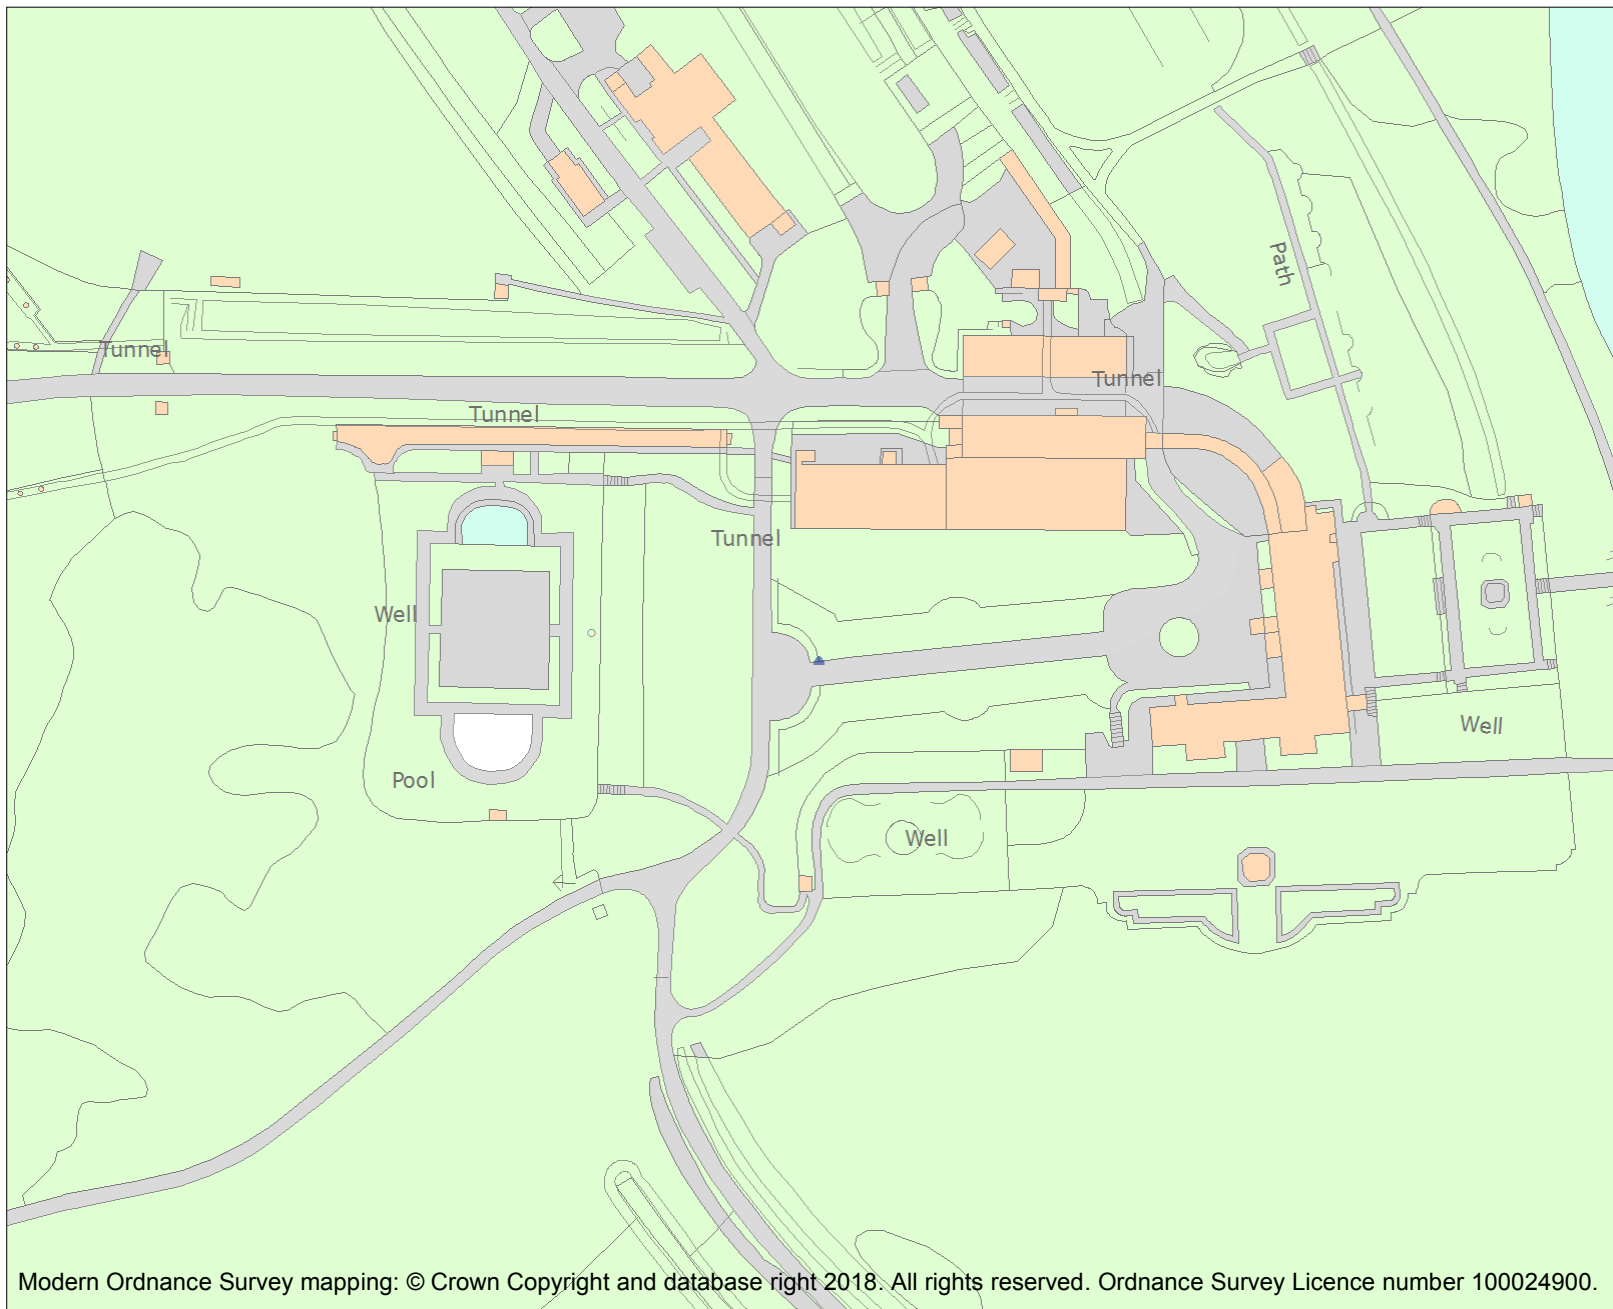 Path
Tunnel
Tunnel
Tunnel
Tunnel
Well
Well
Pool
Well
Modern Ordnance Survey mapping: © Crown Copyright and database right 2018. All rights reserved. Ordnance Survey Licence number 100024900.